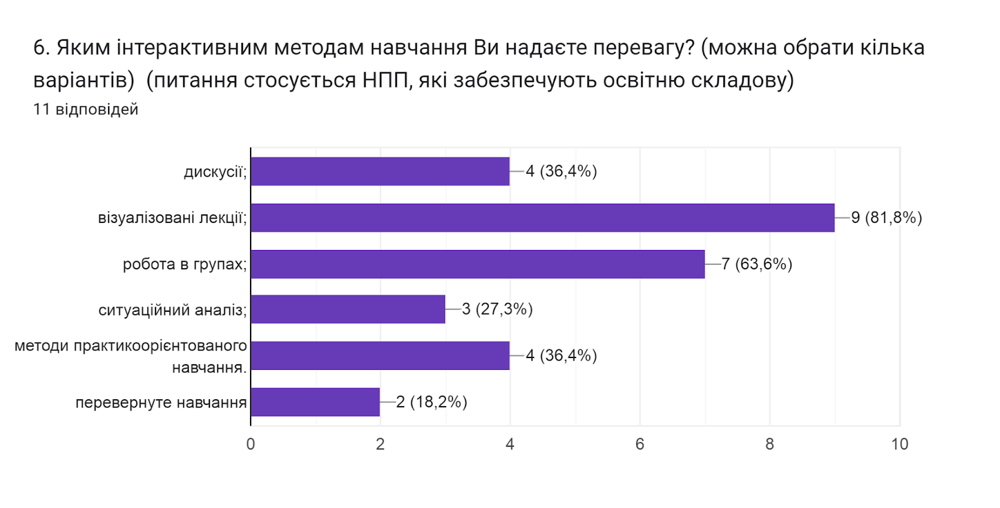 6. Яким інтерактивним методам навчання Ви надаєте перевагу? (можна обрати кілька
варіантів)  (питання стосується НПП, які забезпечують освітню складову)
11 відповідей
дискусії;
4 (36,4%)
візуалізовані лекції;
9 (81,8%)
робота в групах;
7 (63,6%)
ситуаційний аналіз;
3 (27,3%)
методи практикоорієнтованого
навчання.
4 (36,4%)
перевернуте навчання
2 (18,2%)
0 2 4 6 8 10